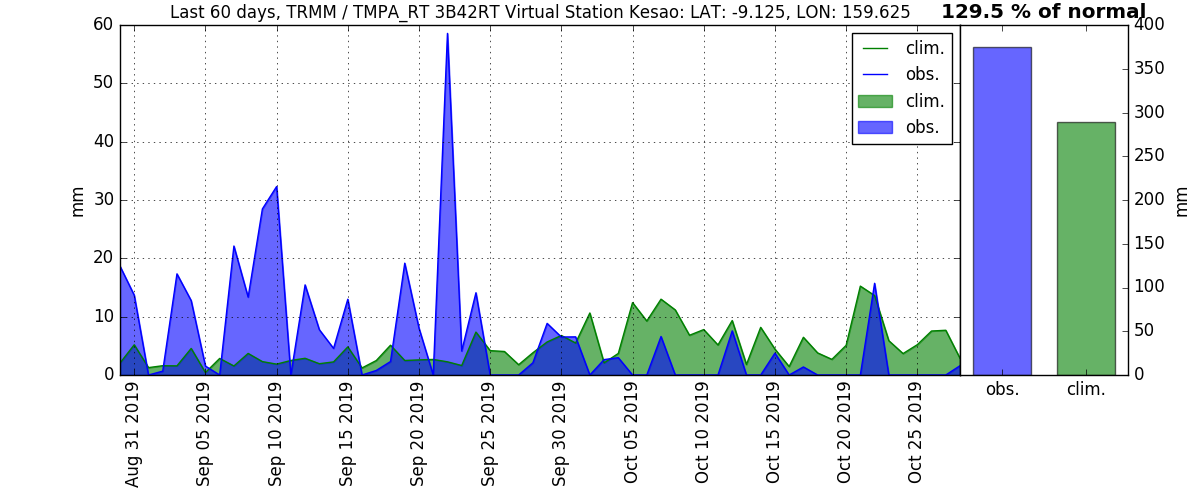 Last 60 days, TRMM / TMPA_RT 3B42RT Virtual Station Kesao: LAT: -9.125, LON: 159.625
129.5 % of normal
60
50
40
30
20
10
0
mm
clim.
obs.
clim.
obs.
400
350
300
250
200
150
100
50
0
mm
Aug 31 2019
Sep 05 2019
Sep 10 2019
Sep 15 2019
Sep 20 2019
Sep 25 2019
Sep 30 2019
Oct 05 2019
Oct 10 2019
Oct 15 2019
Oct 20 2019
Oct 25 2019
obs.
clim.